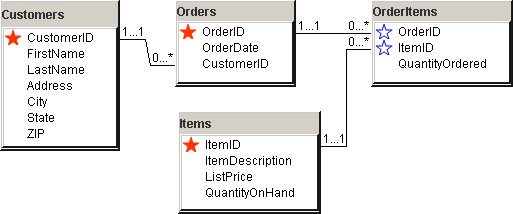 Customers
CustomerID
FirstName
LastName
Address
City
State
ZIP
1...1
0...*
Orders
OrderID
OrderDate
CustomerID
1...1
0...*
0...*
OrderItems
OrderID
ItemID
QuantityOrdered
Items
ItemID
ItemDescription
ListPrice
QuantityOnHand
1...1